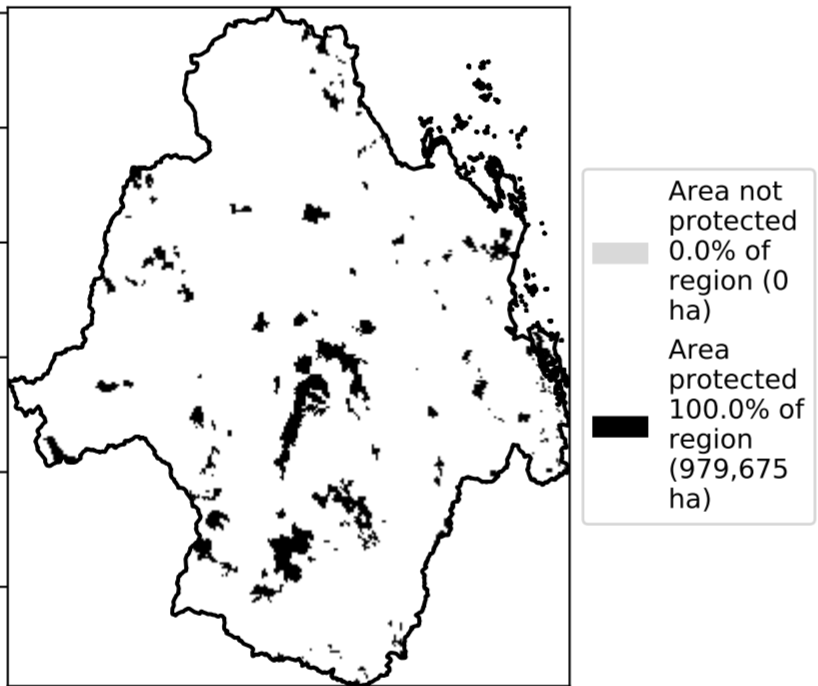 Area not
protected
0.0% of
region (0
ha)
Area
protected
100.0% of
region
(979,675
ha)